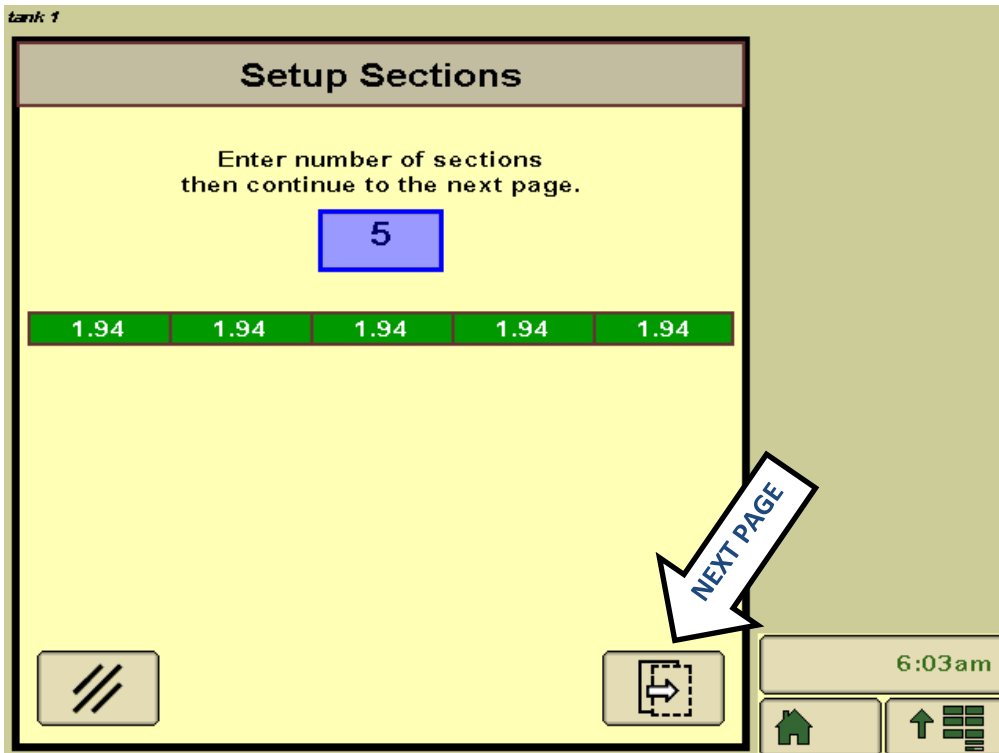 tank 1
Setup Sections
Enter number of sections
then continue to the next page.
5
1.94 1.94 1.94 1.94 1.94
NEXT PAGE
6:03am